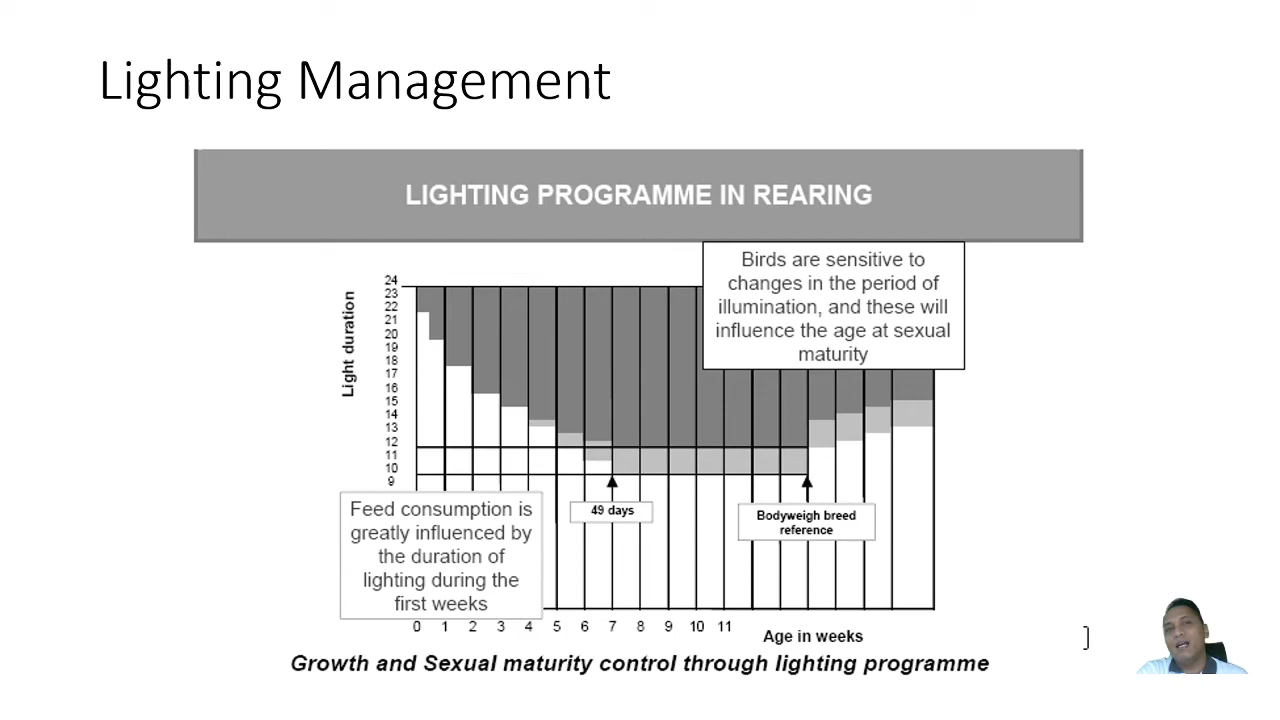 Lighting Management
LIGHTING PROGRAMME IN REARING
Birds are sensitive to
changes in the period of
illumination, and these will
influence the age at sexual
maturity
Light duration
24
23
22
21
20
19
18
17
16
15
14
13
12
11
10
9
Feed consumption is
greatly influenced by
the duration of
lighting during the
first weeks
49 days
Bodyweigh breed
reference
0 1 2 3 4 5 6 7 8 9 10 11
Age in weeks
Growth and Sexual maturity control through lighting programme
]